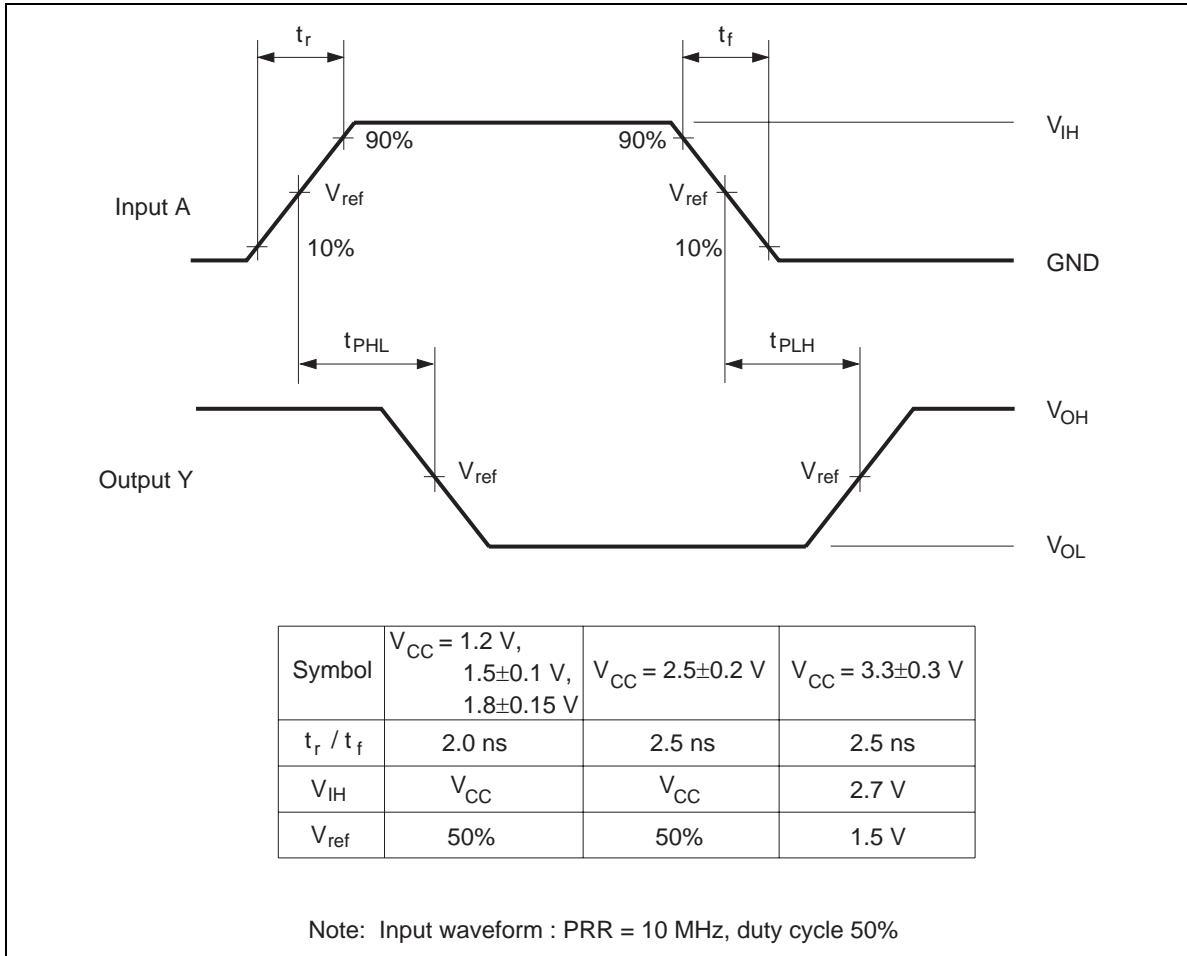 tr
tf
90%
90%
VIH
Input A
Vref
Vref
10%
10%
GND
tPHL
tPLH
VOH
Output Y
Vref
Vref
VOL
Symbol
VCC = 1.2 V,
1.5±0.1 V,
1.8±0.15 V
VCC = 2.5±0.2 V
VCC = 3.3±0.3 V
tr / tf
2.0 ns
2.5 ns
2.5 ns
VIH
VCC
VCC
2.7 V
Vref
50%
50%
1.5 V
Note: Input waveform : PRR = 10 MHz, duty cycle 50%